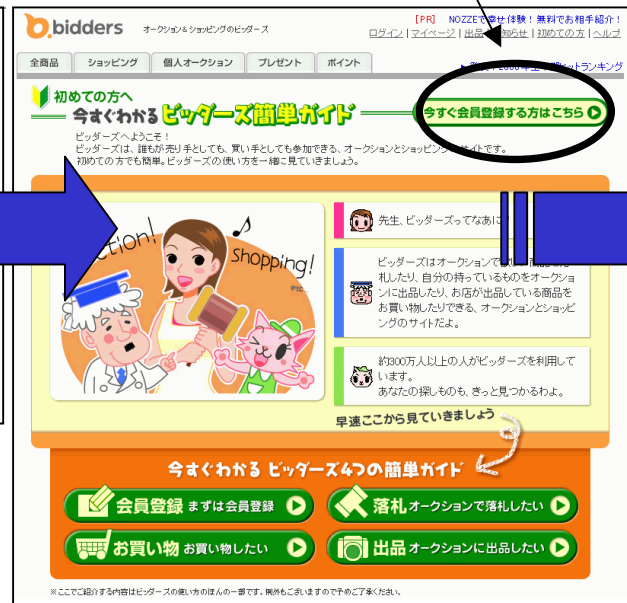 bidders オークション&ショッピングのビッダーズ
[PR] NOZZEで幸せ体験!無料でお相手紹介!
ログイン | マイページ | 出品 | お知らせ | 初めての方 | ヘルプ
全商品 ショッピング 個人オークション プレゼント ポイント
ットランキング
初めての方へ
今すぐわかるビッダーズ簡単ガイド
今すぐ会員登録する方はこちら
ビッダーズへようこそ!
ビッダーズは、誰もが売り手としても、買い手としても参加できる、オークションとショッピングのサイトです。
初めての方でも簡単。ビッダーズの使い方を一緒に見ていきましょう。
ction!
Shopping!
先生、ビッダーズってなあに
ビッダーズはオークションで
札したり、自分の持っているものをオークショ
ンに出品したり、お店が出品している商品を
お買い物したりできる、オークションとショッピ
ングのサイトだよ。
約300万人以上の人がビッダーズを利用して
います。
あなたの探しものも、きっと見つかるわよ。
早速ここから見ていきましょう
今すぐわかる ビッダーズ4つの簡単ガイド
会員登録 まずは会員登録
落札 オークションで落札したい
お買い物 お買い物したい
出品 オークションに出品したい
※ここでご紹介する内容はビッダーズの使い方のほんの一部です。例外もございますので予めご了承ください。